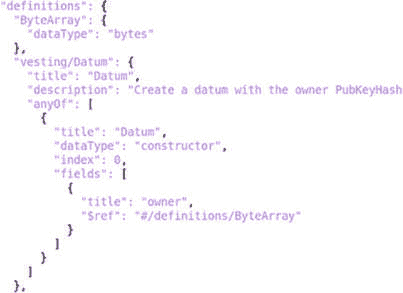 "definitions": {
"ByteArray": {
"dataType": "bytes"
},
"vesting/Datum": {
"title": "Datum",
"description": "Create a datum with the owner PubKeyHash
"anyOf": [
{
"title": "Datum",
"dataType": "constructor",
"index": 0,
"fields": [
{
"title": "owner",
"$ref": "#/definitions/ByteArray"
}
]
}
]
},